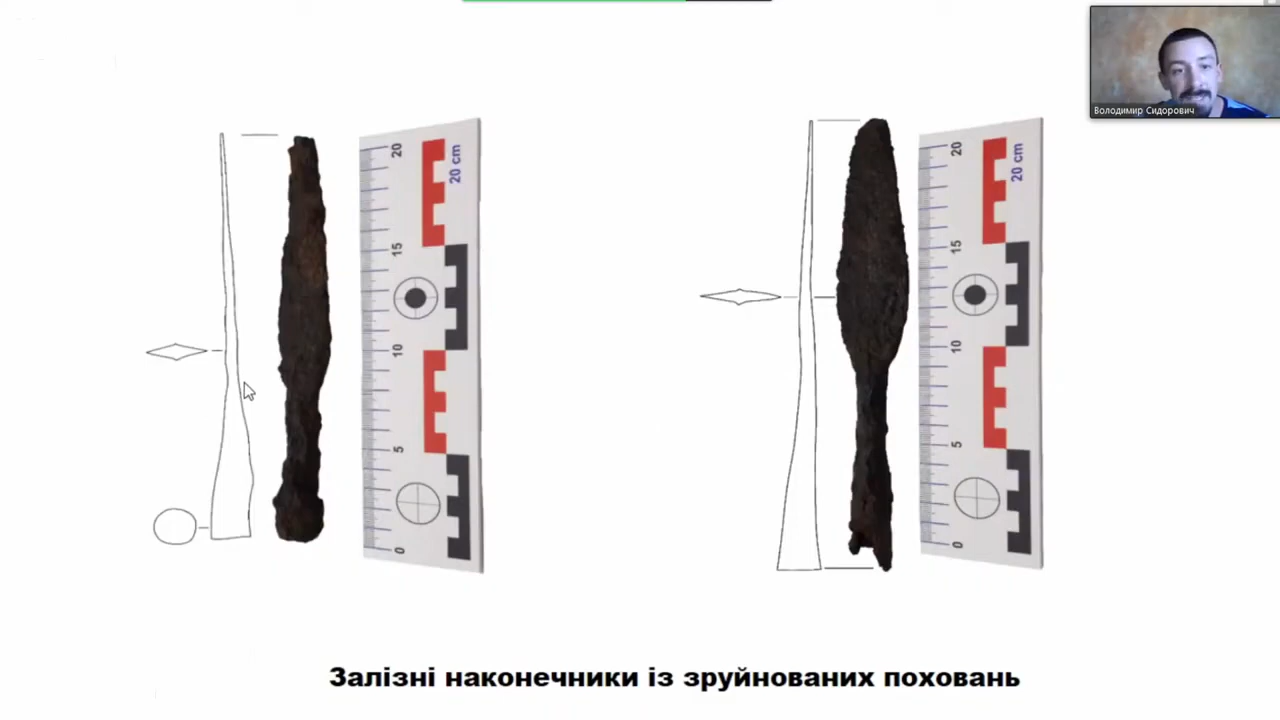 Володимир Сидорович
20
20 cm
15
10
5
0
20
20 cm
15
10
5
0
Залізні наконечники із зруйнованих поховань